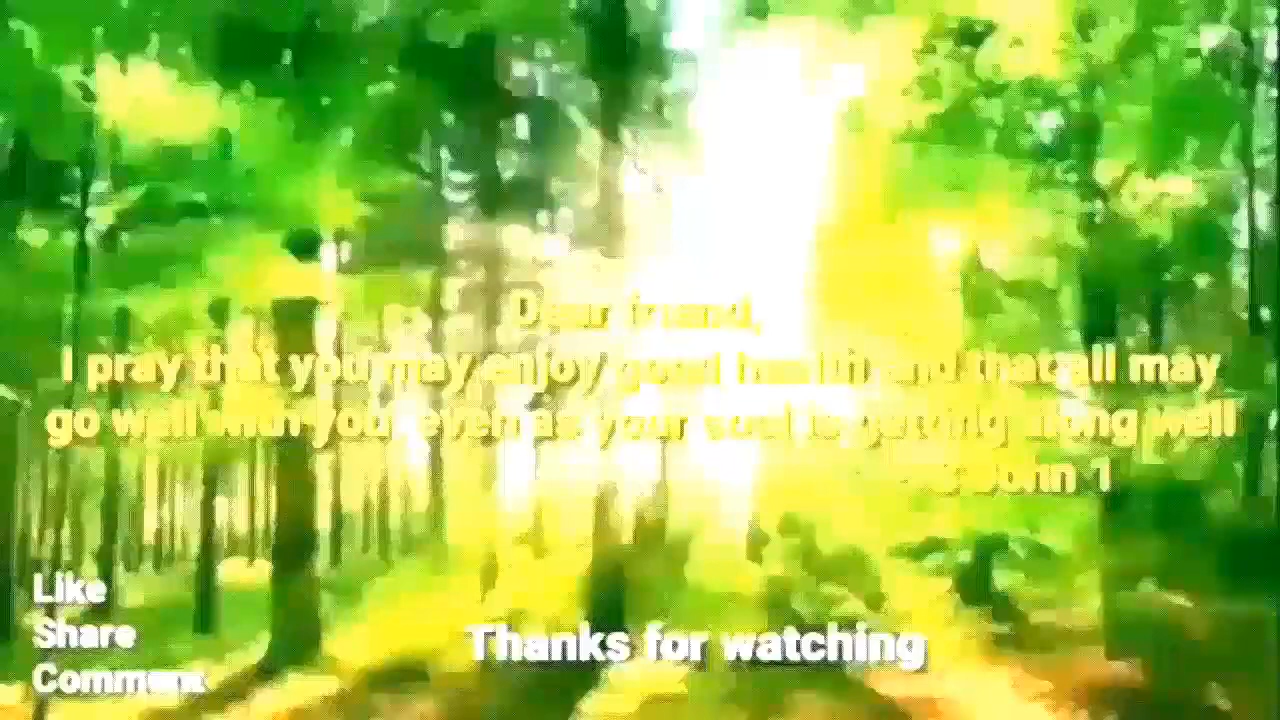 Dear friend,
I pray that you may enjoy good health and that all may
go well with you, even as your soul is getting along well
John 1
Like
Share
Comment
Thanks for watching